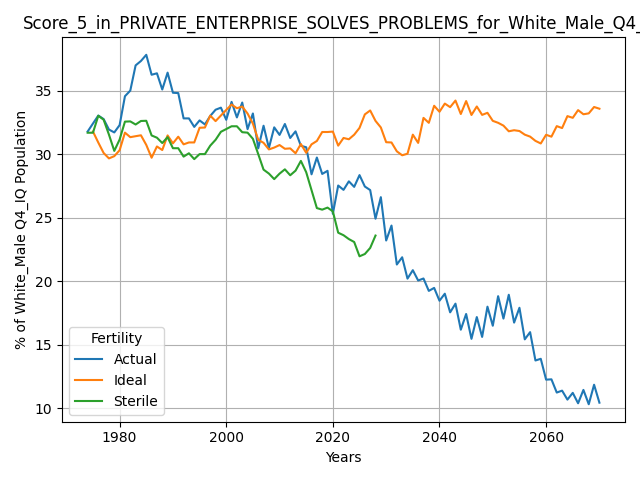 Score_5_in_PRIVATE_ENTERPRISE_SOLVES_PROBLEMS_for_White_Male_Q4_
% of White_Male Q4_IQ Population
35
30
25
20
15
10
Fertility
Actual
Ideal
Sterile
1980
2000
2020
2040
2060
Years